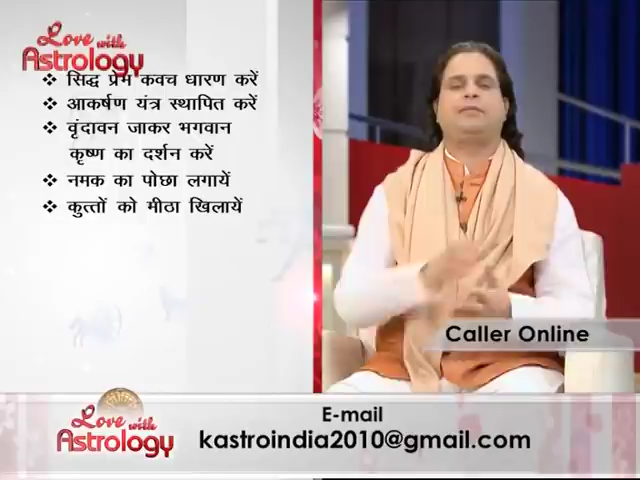 Love with
Astrology
❖ सिद्ध प्रेम कवच धारण करें
❖ आकर्षण यंत्र स्थापित करें
❖ वृंदावन जाकर भगवान
कृष्ण का दर्शन करें
❖ नमक का पोछा लगायें
❖ कुत्तों को मीठा खिलायें
Caller Online
Love with
Astrology
E-mail
kastroindia2010@gmail.com